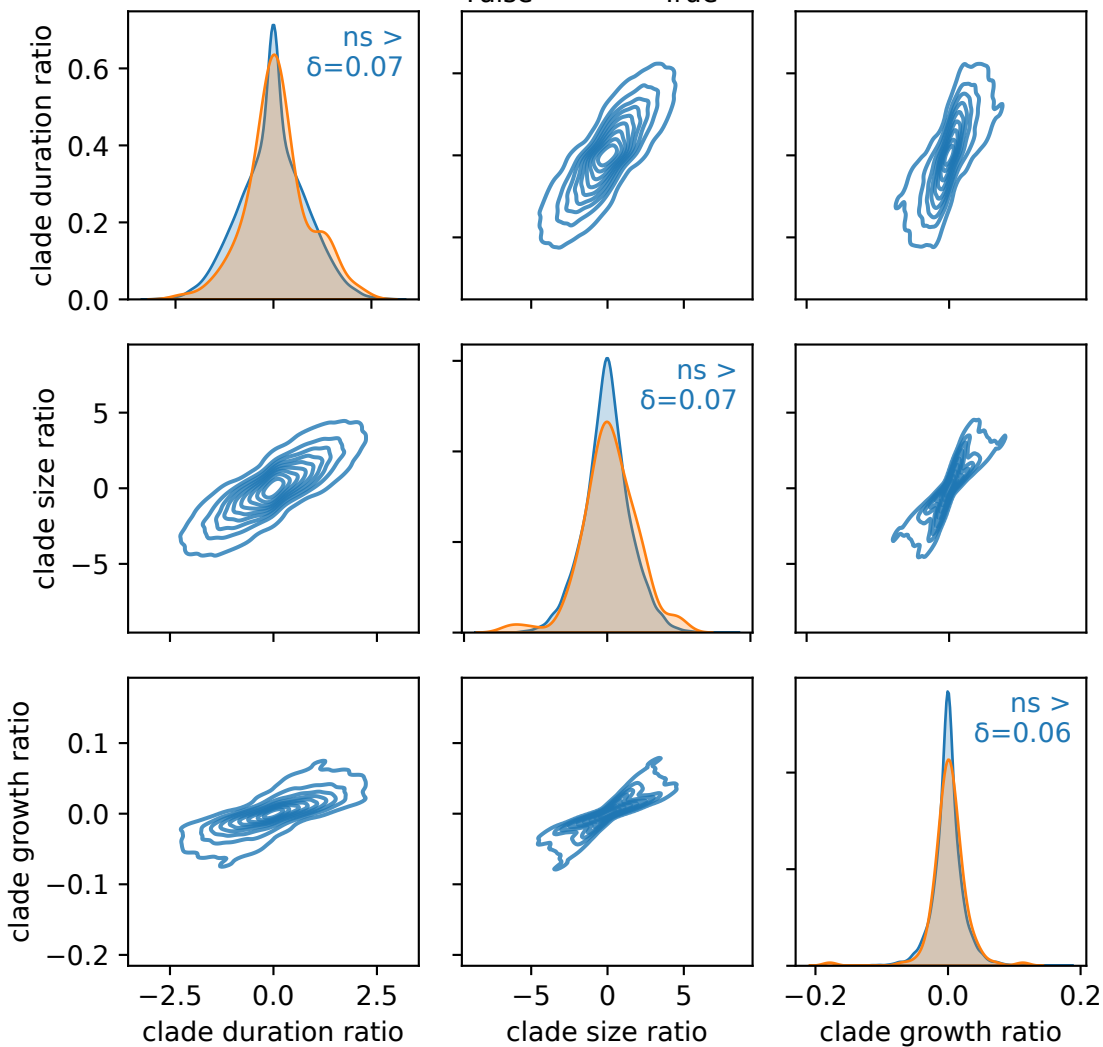 clade duration ratio
0.6
0.4
0.2
0.0
ns >
δ=0.07
clade size ratio
5
0
−5
ns >
δ=0.07
clade growth ratio
0.1
0.0
−0.1
−0.2
ns >
δ=0.06
−2.5 0.0 2.5
−5 0 5
−0.2 0.0 0.2
clade duration ratio
clade size ratio
clade growth ratio